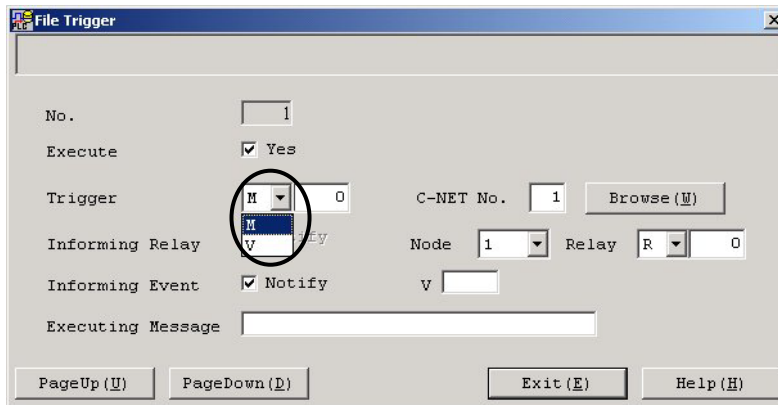 File Trigger
No. 1
Execute Yes
Trigger M 0 C-NET No. 1 Browse(W)
M
Informing Relay V Node 1 Relay R 0
Informing Event Notify V
Executing Message
PageUp(U) PageDown(D) Exit(E) Help(H)